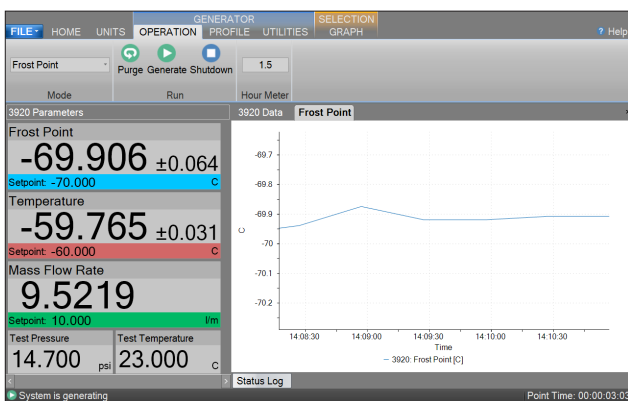 GENERATOR SELECTION
FILE HOME UNITS OPERATION PROFILE UTILITIES GRAPH ? Help
Frost Point Purge Generate Shutdown 1.5
Mode Run Hour Meter
3920 Parameters 3920 Data Frost Point
Frost Point
-69.906 ±0.064
Setpoint: -70.000 C
Temperature
-59.765 ±0.031
Setpoint: -60.000 C
Mass Flow Rate
9.5219
Setpoint: 10.000 l/m
Test Pressure Test Temperature
14.700 psi 23.000 C
-69.7
-69.8
-69.9
-70
-70.1
-70.2
C
14:08:30 14:09:00 14:09:30 14:10:00 14:10:30
Time
3920: Frost Point [C]
Status Log
System is generating Point Time: 00:00:03:03